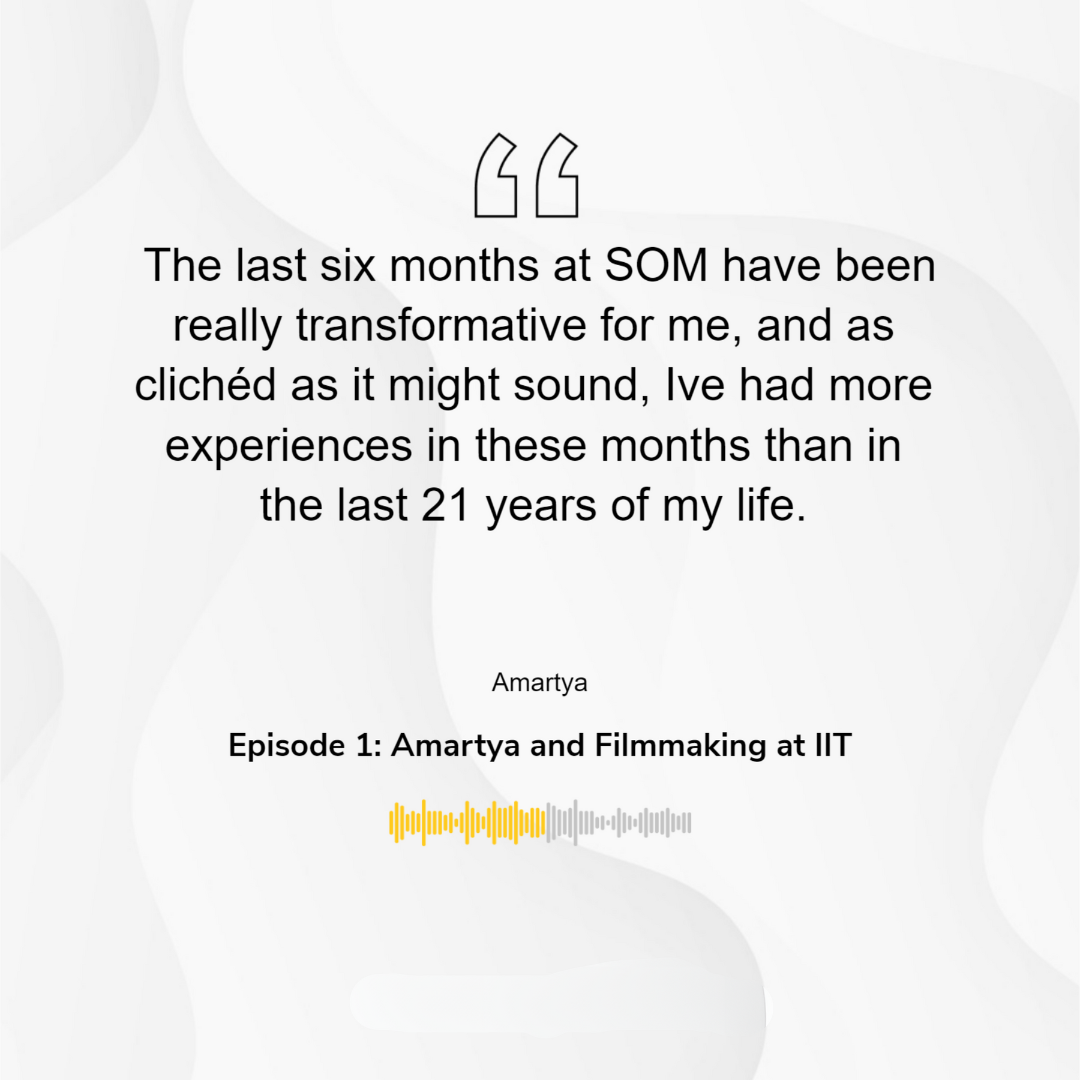 The last six months at SOM have been
really transformative for me, and as
clichéd as it might sound, Ive had more
experiences in these months than in
the last 21 years of my life.
Amartya
Episode 1: Amartya and Filmmaking at IIT